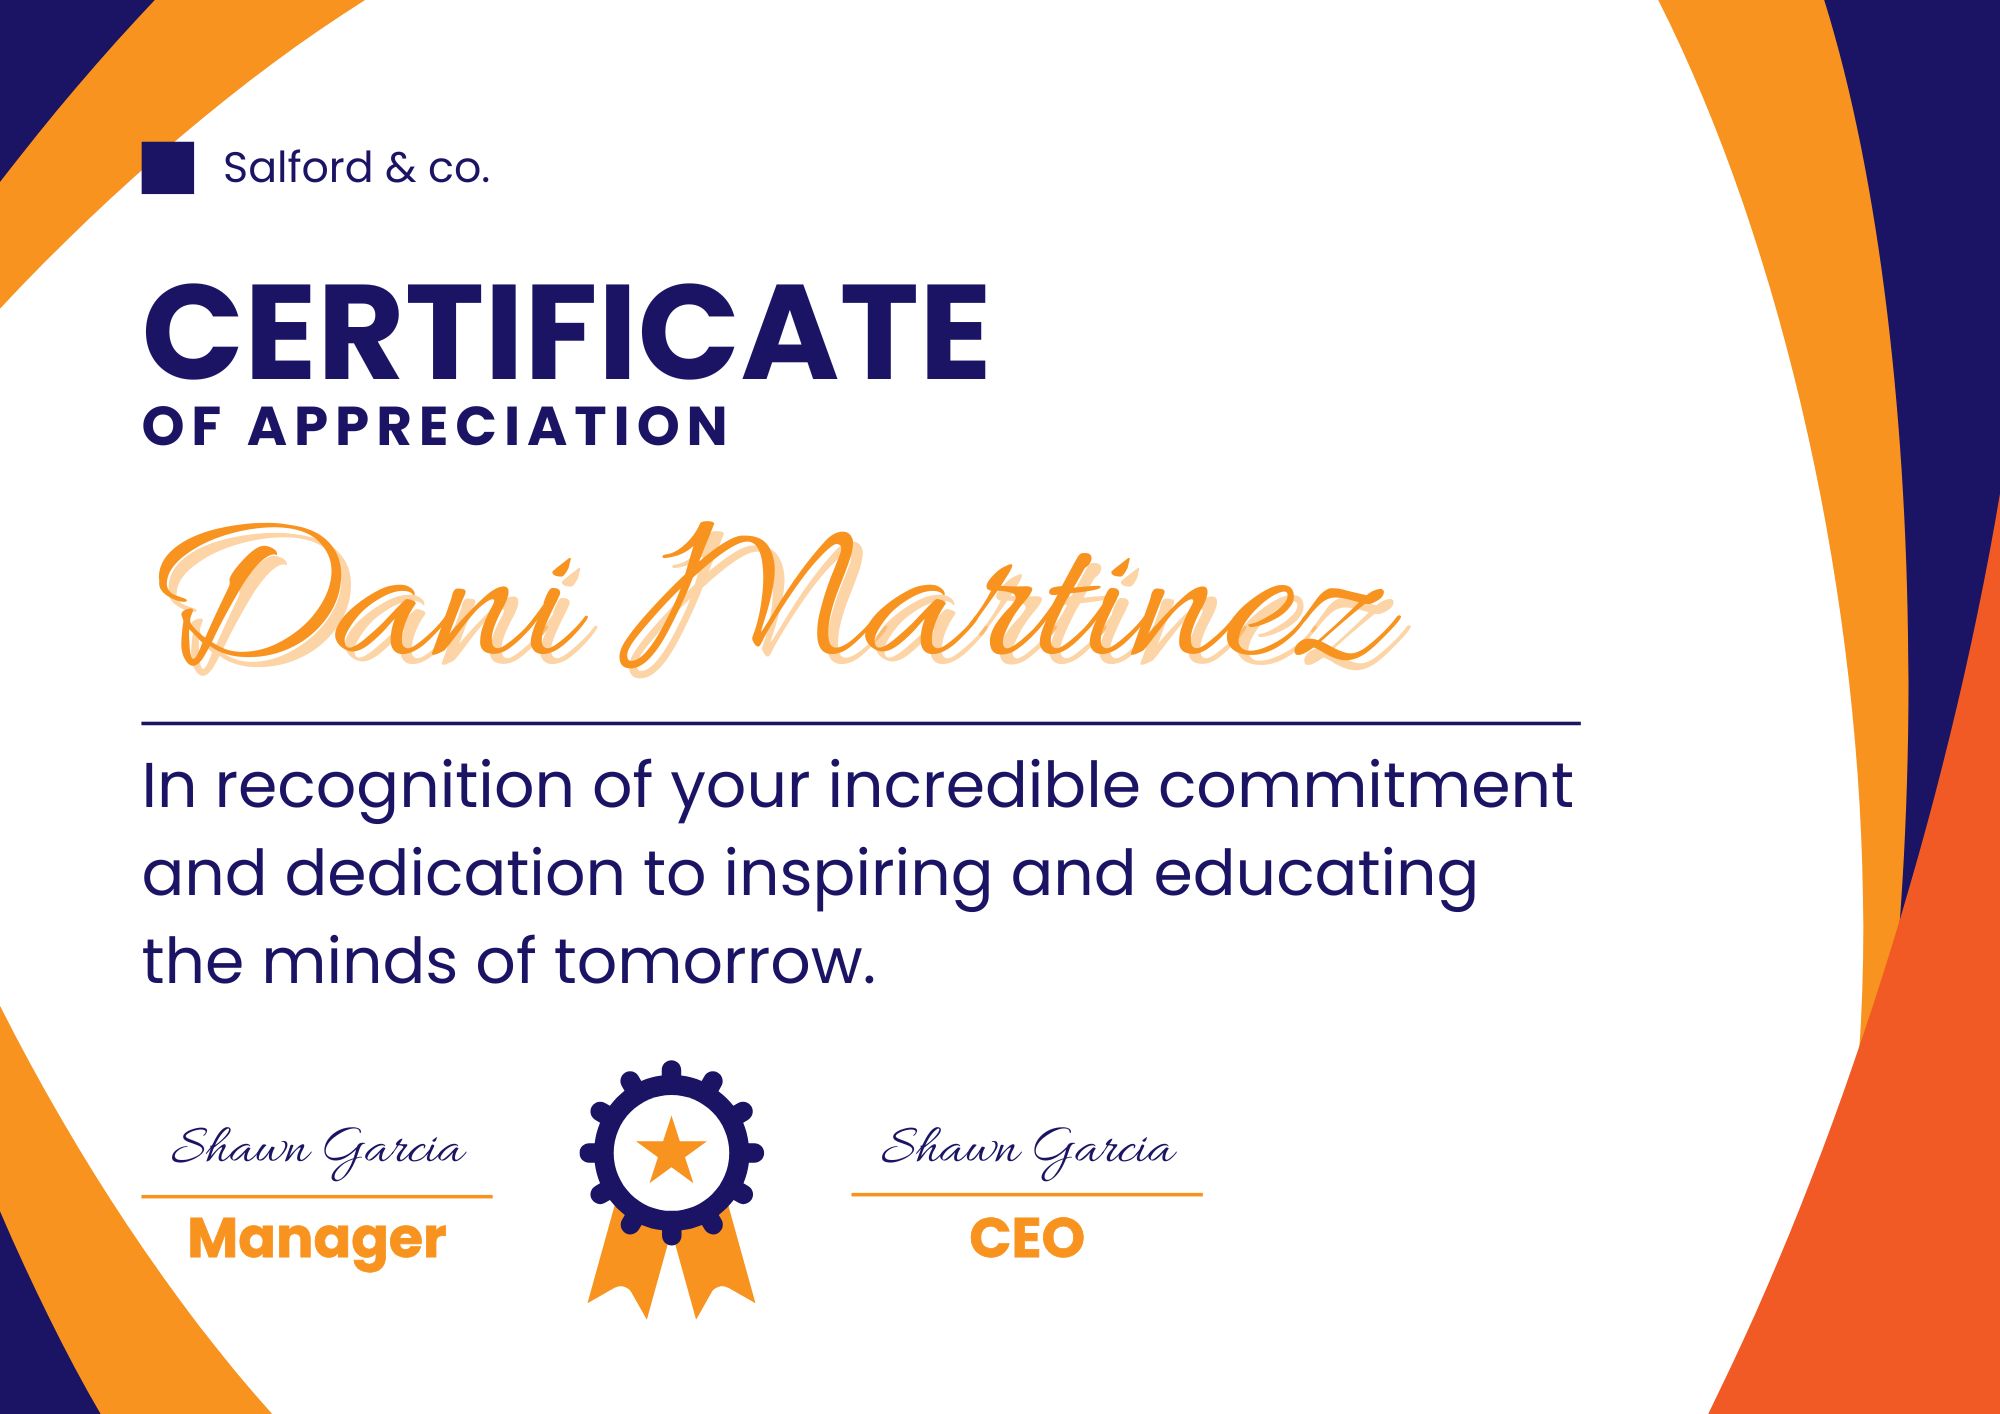 Salford & co.
CERTIFICATE
OF APPRECIATION
Dani Martinez
In recognition of your incredible commitment
and dedication to inspiring and educating
the minds of tomorrow.
Shawn Garcia
Manager
Shawn Garcia
CEO